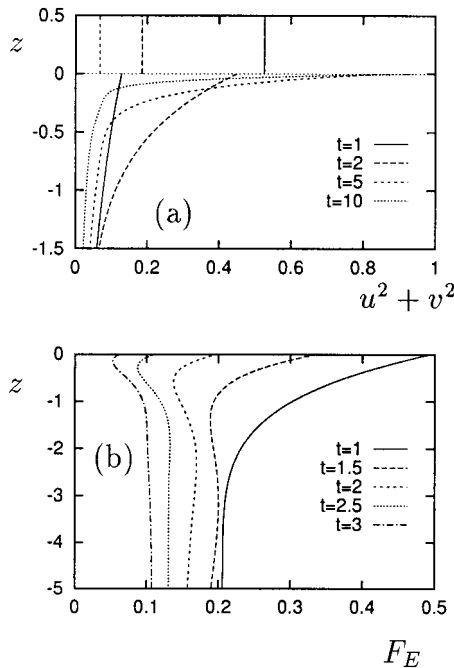 z
0.5
0
-0.5
-1
-1.5
t=1
t=2
t=5
t=10
(a)
0 0.2 0.4 0.6 0.8 1
u² + v²
z
0
-1
-2
-3
-4
-5
t=1
t=1.5
t=2
t=2.5
t=3
(b)
0 0.1 0.2 0.3 0.4 0.5
F_E